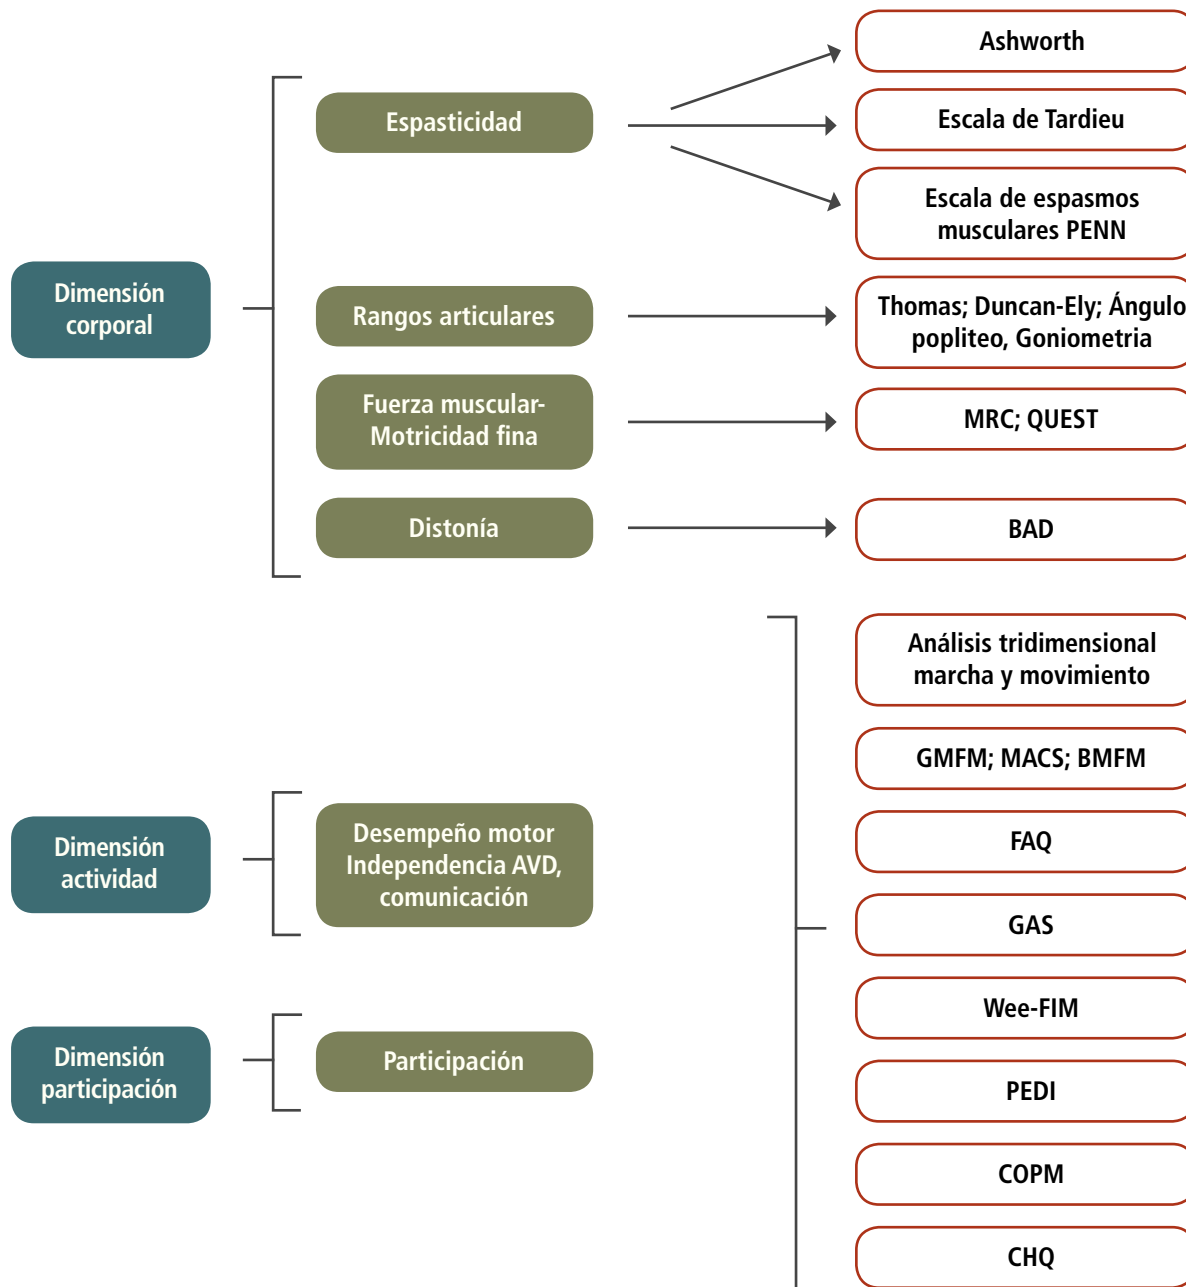 Dimensión
corporal
Espasticidad
Ashworth
Escala de Tardieu
Escala de espasmos
musculares PENN
Rangos articulares
Thomas; Duncan-Ely; Ángulo
popliteo, Goniometria
Fuerza muscular-
Motricidad fina
MRC; QUEST
Distonía
BAD
Dimensión
actividad
Desempeño motor
Independencia AVD,
comunicación
Dimensión
participación
Participación
Análisis tridimensional
marcha y movimiento
GMFM; MACS; BMFM
FAQ
GAS
Wee-FIM
PEDI
COPM
CHQ